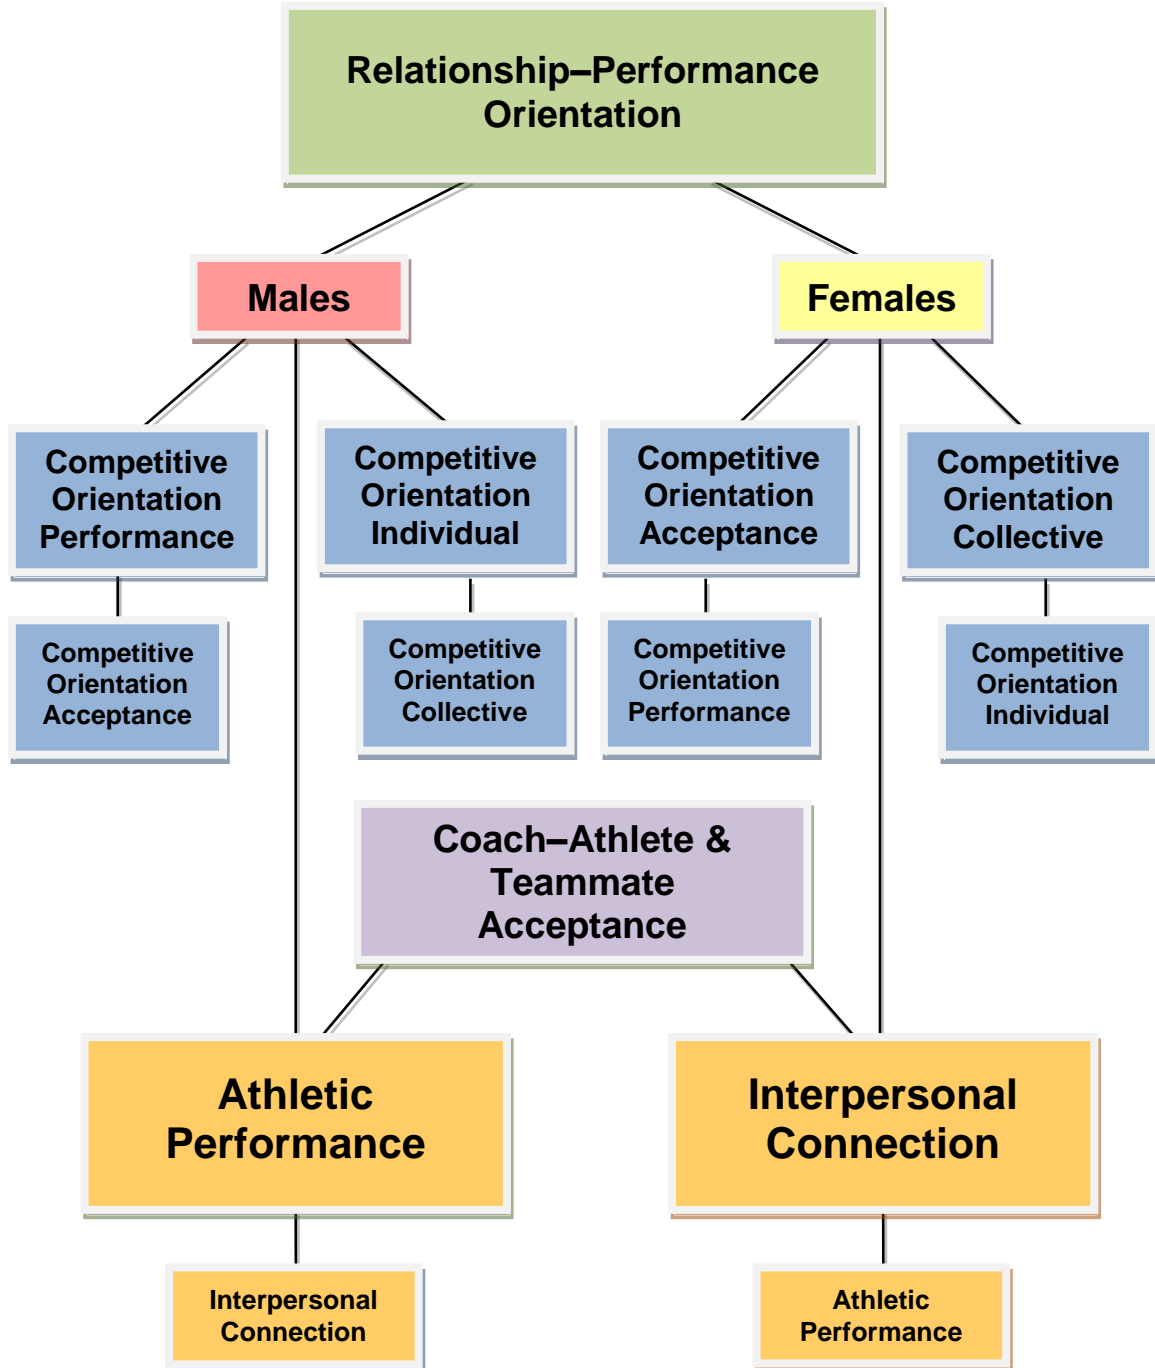 Relationship–Performance
Orientation
Males
Females
Competitive
Orientation
Performance
Competitive
Orientation
Individual
Competitive
Orientation
Acceptance
Competitive
Orientation
Collective
Competitive
Orientation
Acceptance
Competitive
Orientation
Collective
Competitive
Orientation
Performance
Competitive
Orientation
Individual
Coach–Athlete &
Teammate
Acceptance
Athletic
Performance
Interpersonal
Connection
Interpersonal
Connection
Athletic
Performance